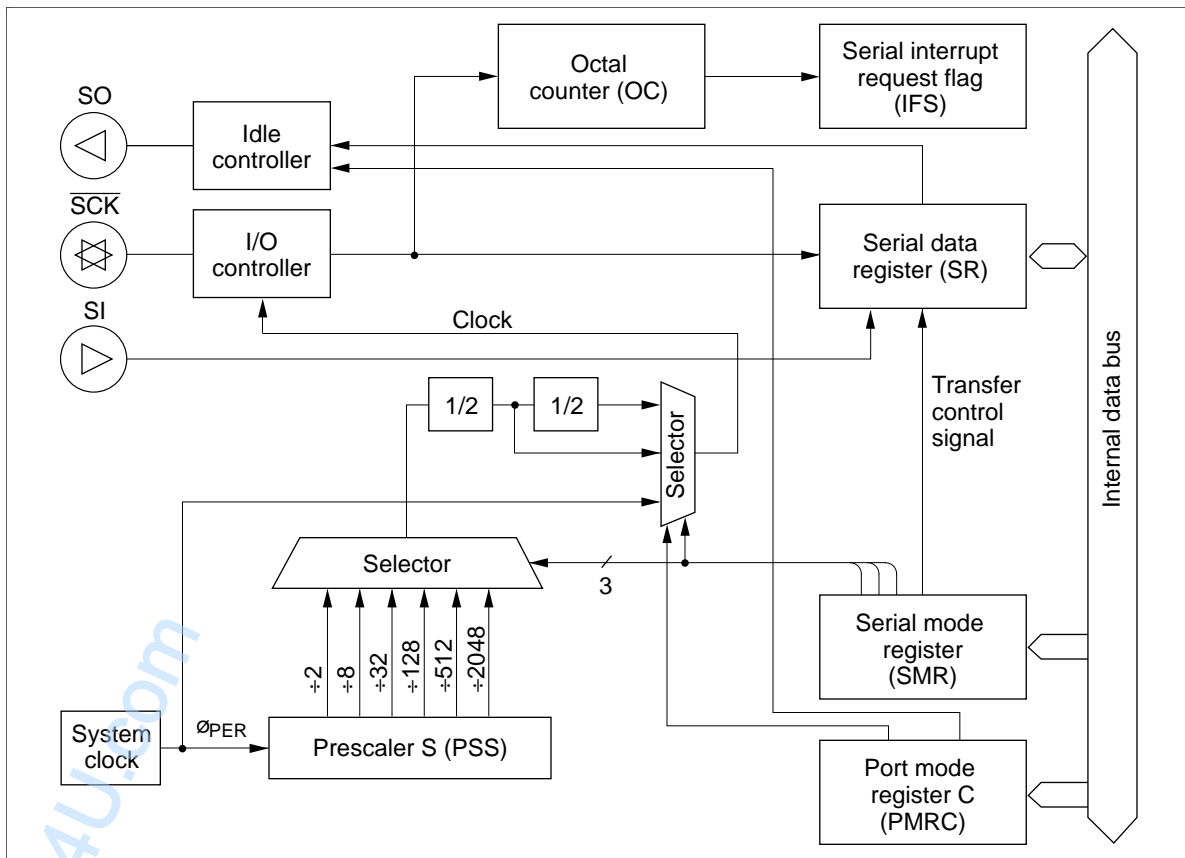 Octal
counter (OC)
Serial interrupt
request flag
(IFS)
SO
Idle
controller
SCK
I/O
controller
Serial data
register (SR)
SI
Clock
1/2
1/2
Selector
Transfer
control
signal
Internal data bus
Selector
3
÷2
÷8
÷32
÷128
÷512
÷2048
Serial mode
register
(SMR)
System
clock
øPER
Prescaler S (PSS)
Port mode
register C
(PMRC)
4U.com